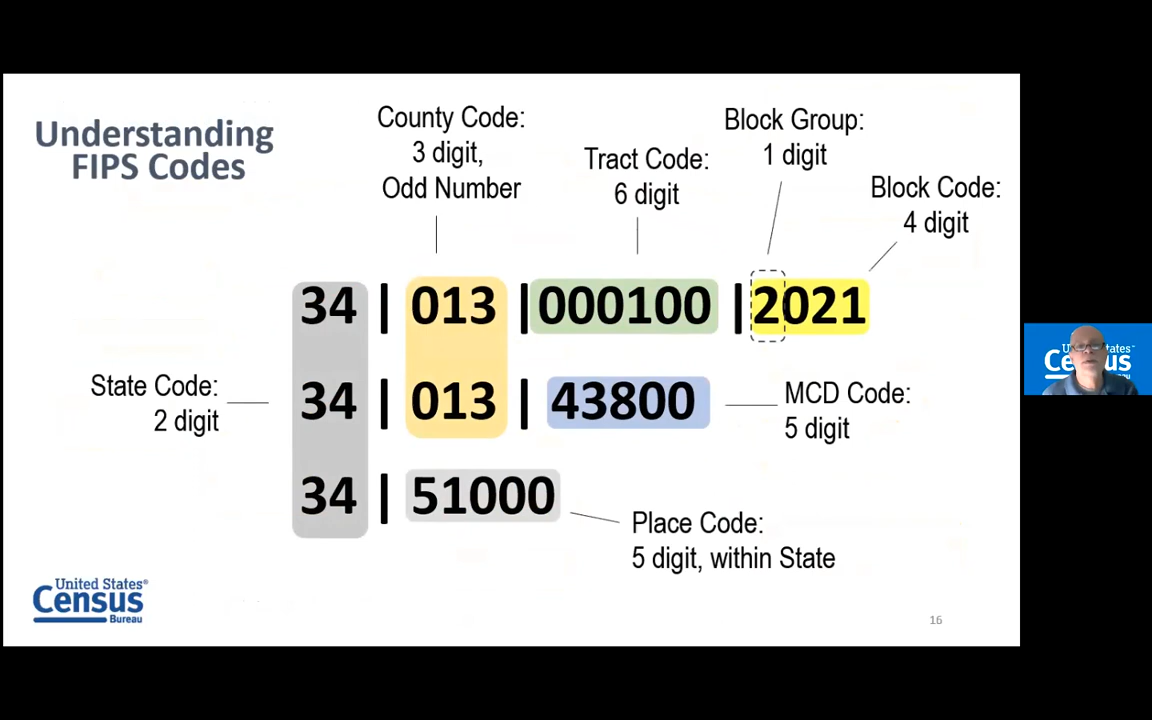 Understanding
FIPS Codes
County Code:
3 digit,
Odd Number
Tract Code:
6 digit
Block Group:
1 digit
Block Code:
4 digit
34 | 013 | 000100 | 2021
State Code:
2 digit
34 | 013 | 43800
MCD Code:
5 digit
34 | 51000
Place Code:
5 digit, within State
United States®
Census
Bureau
16